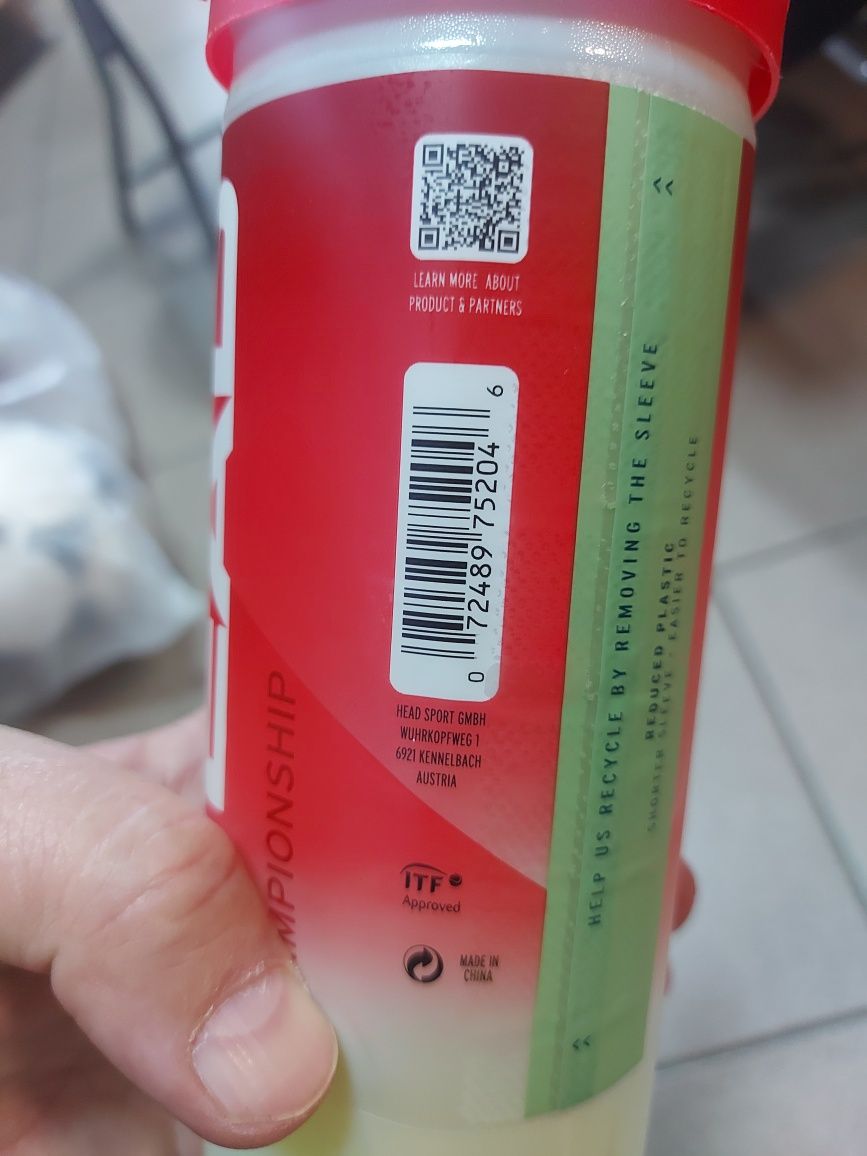 LEARN MORE ABOUT
PRODUCT & PARTNERS
0 72489 75204 6
HEAD SPORT GMBH
WUHRKOPFWEG 1
6921 KENNELBACH
AUSTRIA
MPIONSHIP
ITF
Approved
MADE IN
CHINA
HELP US RECYCLE BY REMOVING THE SLEEVE
REDUCED PLASTIC
SHORTER SLEEVE* EASIER TO RECYCLE